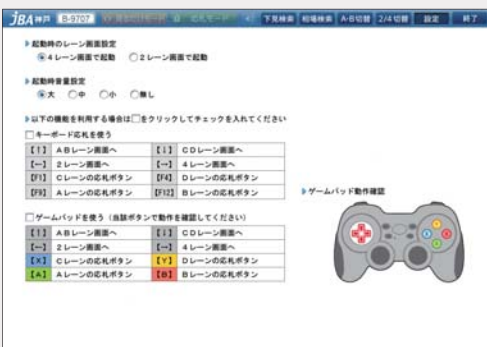 JBA神戸 B-9707 下見検索 相場検索 A-B切替 2/4切替 設定 終了
起動時のレーン画面設定
4レーン画面で起動 2レーン画面で起動
起動時音量設定
大 中 小 無し
以下の機能を利用する場合は□をクリックしてチェックを入れてください
キーボード応札を使う
【↑】 ABレーン画面へ 【↓】 CDレーン画面へ
【←】 2レーン画面へ 【→】 4レーン画面へ
【F1】 Cレーンの応札ボタン 【F4】 Dレーンの応札ボタン
【F9】 Aレーンの応札ボタン 【F12】 Bレーンの応札ボタン
ゲームパッド動作確認
ゲームパッドを使う（当該ボタンで動作を確認してください）
【↑】 ABレーン画面へ 【↓】 CDレーン画面へ
【←】 2レーン画面へ 【→】 4レーン画面へ
【X】 Cレーンの応札ボタン 【Y】 Dレーンの応札ボタン
【A】 Aレーンの応札ボタン 【B】 Bレーンの応札ボタン